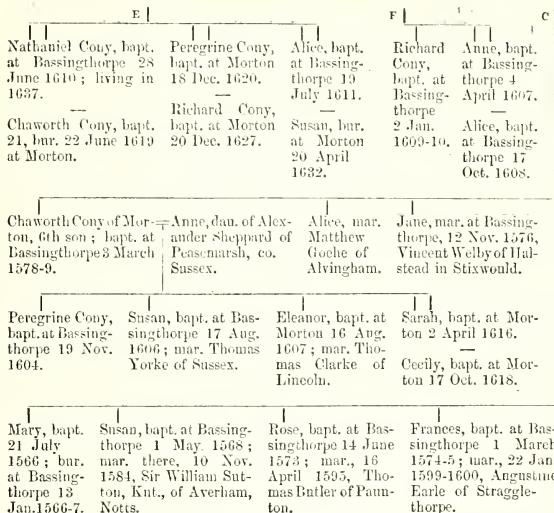 E F C
Nathaniel Cony, bapt.
at Bassingthorpe 28
June 1610 ; living in
1637.
—
Chaworth Cony, bapt.
21, bur. 22 June 1619
at Morton.
Peregrine Cony,
bapt. at Morton
18 Dec. 1620.
—
Richard Cony,
bapt. at Morton
20 Dec. 1627.
Alice, bapt.
at Bassing-
thorpe 19
July 1611.
—
Susan, bur.
at Morton
20 April
1632.
Richard
Cony,
bapt. at
Bassing-
thorpe
2 Jan.
1609-10.
Anne, bapt.
at Bassing-
thorpe 4
April 1607.
—
Alice, bapt.
at Bassing-
thorpe 17
Oct. 1608.
Chaworth Cony of Mor-
ton, 6th son ; bapt. at
Bassingthorpe 3 March
1578-9.
=Anne, dau. of Alex-
ander Sheppard of
Peasemarsh, co.
Sussex.
Alice, mar.
Matthew
Goche of
Alvingham.
Jane, mar. at Bassing-
thorpe, 12 Nov. 1576,
Vincent Welby of Hal-
stead in Stixwould.
Peregrine Cony,
bapt. at Bassing-
thorpe 19 Nov.
1604.
Susan, bapt. at Bas-
singthorpe 17 Aug.
1606 ; mar. Thomas
Yorke of Sussex.
Eleanor, bapt. at
Morton 16 Aug.
1607 ; mar. Tho-
mas Clarke of
Lincoln.
Sarah, bapt. at Mor-
ton 2 April 1616.
—
Cecily, bapt. at Mor-
ton 17 Oct. 1618.
Mary, bapt.
21 July
1566 ; bur.
at Bassing-
thorpe 13
Jan. 1566-7.
Susan, bapt. at Bassing-
thorpe 1 May 1568 ;
mar. there, 10 Nov.
1584, Sir William Sut-
ton, Knt., of Averham,
Notts.
Rose, bapt. at Bas-
singthorpe 14 June
1573 ; mar., 16
April 1595, Tho-
mas Butler of Paun-
ton.
Frances, bapt. at Bas-
singthorpe 1 March
1574-5 ; mar., 22 Jan
1599-1600, Angustine
Earle of Straggle-
thorpe.